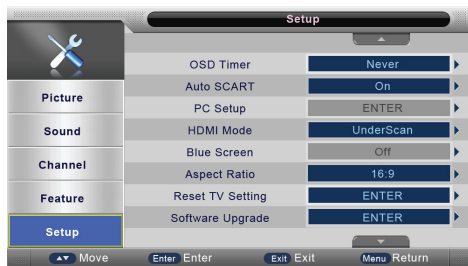 Setup
OSD Timer Never
Auto SCART On
PC Setup ENTER
HDMI Mode UnderScan
Blue Screen Off
Aspect Ratio 16:9
Reset TV Setting ENTER
Software Upgrade ENTER
Picture
Sound
Channel
Feature
Setup
Move Enter Enter Exit Exit Menu Return